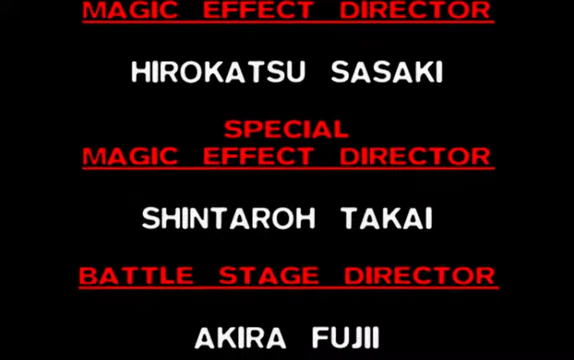 MAGIC EFFECT DIRECTOR
HIROKATSU SASAKI
SPECIAL
MAGIC EFFECT DIRECTOR
SHINTAROH TAKAI
BATTLE STAGE DIRECTOR
AKIRA FUJII